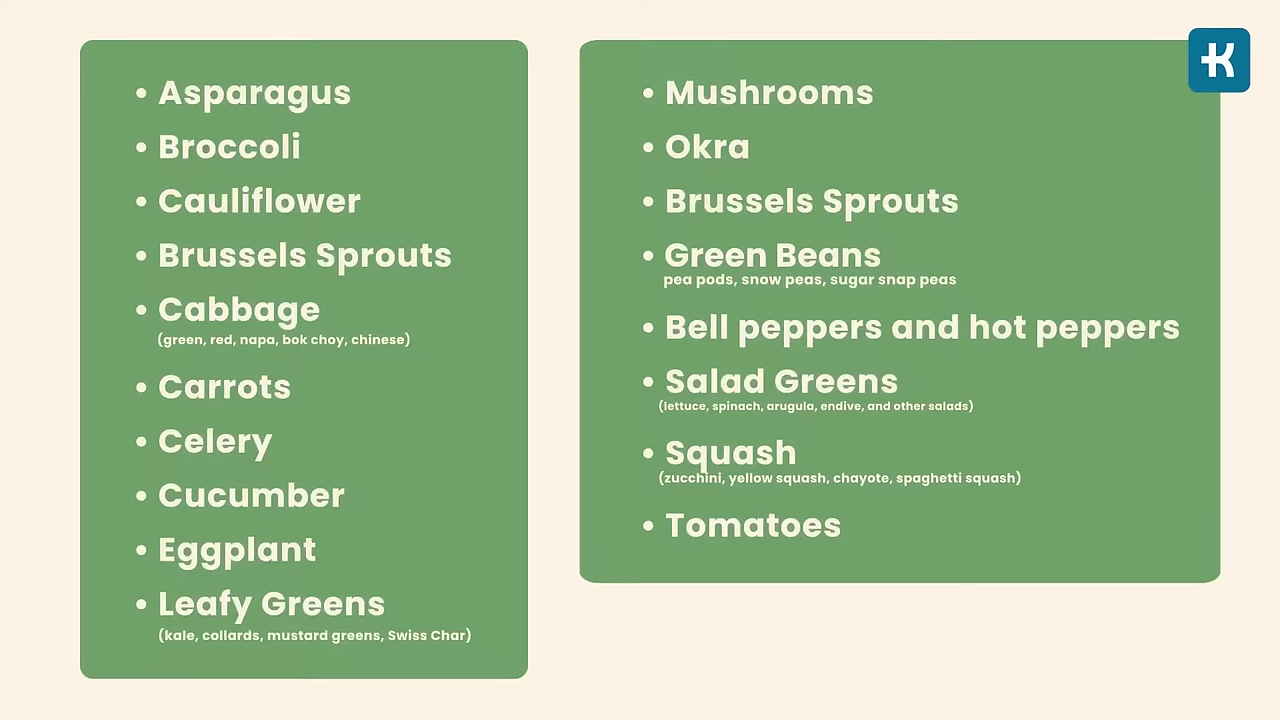 • Asparagus
• Broccoli
• Cauliflower
• Brussels Sprouts
• Cabbage
(green, red, napa, bok choy, chinese)
• Carrots
• Celery
• Cucumber
• Eggplant
• Leafy Greens
(kale, collards, mustard greens, Swiss Char)
• Mushrooms
• Okra
• Brussels Sprouts
• Green Beans
pea pods, snow peas, sugar snap peas
• Bell peppers and hot peppers
• Salad Greens
(lettuce, spinach, arugula, endive, and other salads)
• Squash
(zucchini, yellow squash, chayote, spaghetti squash)
• Tomatoes
K